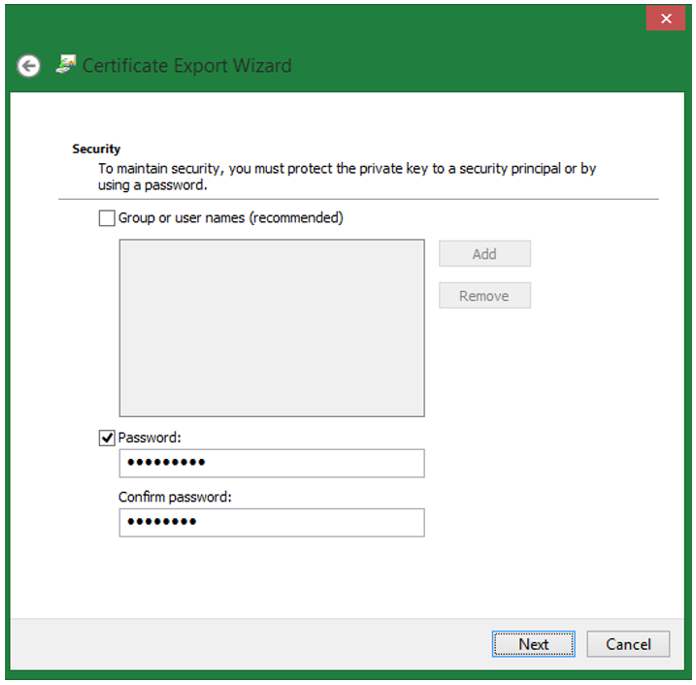 Certificate Export Wizard
Security
To maintain security, you must protect the private key to a security principal or by
using a password.
Group or user names (recommended)
Add
Remove
Password:
•••••••••
Confirm password:
••••••••
Next
Cancel